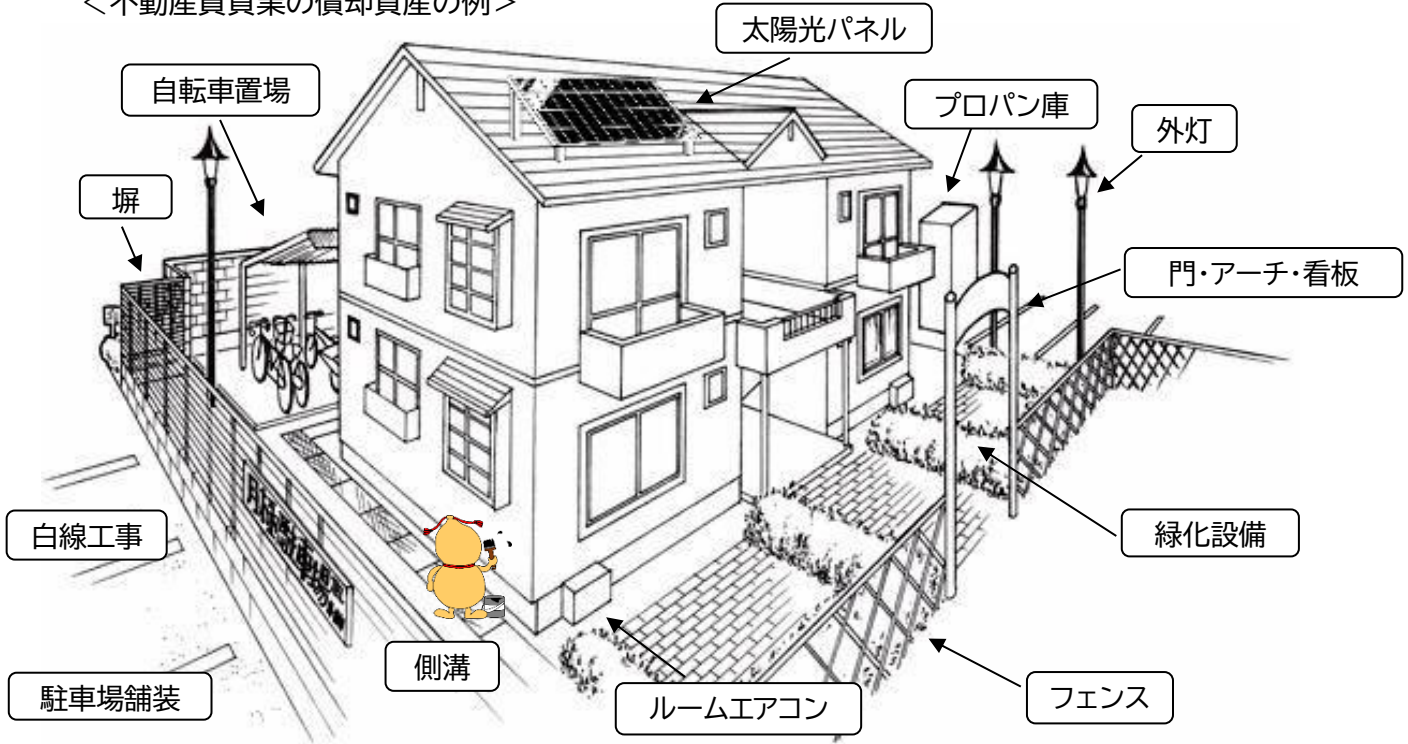 ＜不動産賃貸業の償却資産の例＞
太陽光パネル
自転車置場
プロパン庫
外灯
塀
門・アーチ・看板
白線工事
緑化設備
側溝
駐車場舗装
ルームエアコン
フェンス